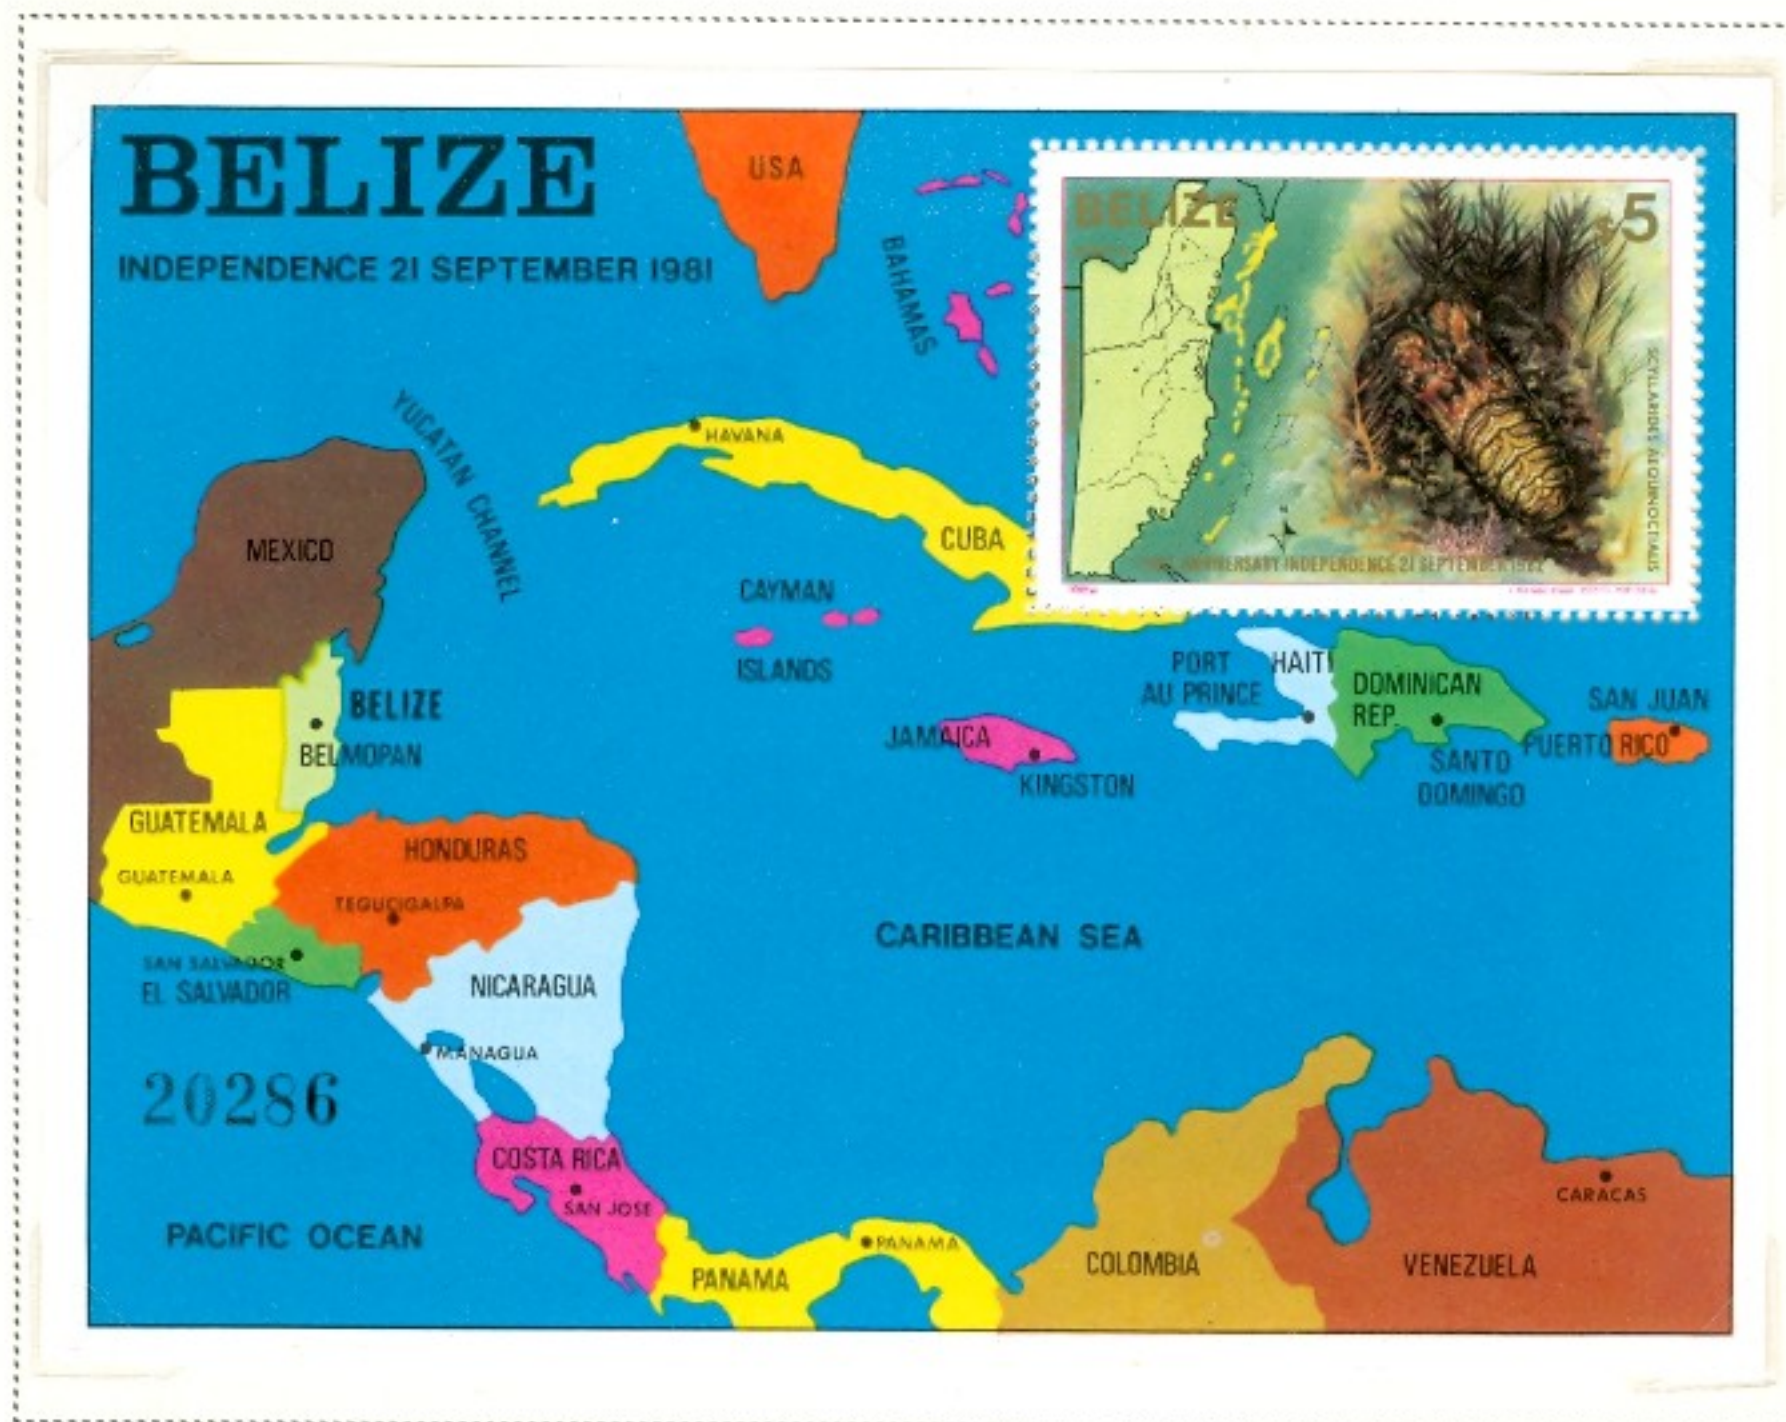 BELIZE
INDEPENDENCE 21 SEPTEMBER 1981
USA
BAHAMAS
BELIZE
$5
SCYLLARIDES AEQUINOCTIALIS
ANNIVERSARY INDEPENDENCE 21 SEPTEMBER 1982
YUCATAN CHANNEL
HAVANA
CUBA
MEXICO
CAYMAN
ISLANDS
BELIZE
BELMOPAN
JAMAICA
KINGSTON
PORT
AU PRINCE
HAITI
DOMINICAN
REP.
SANTO
DOMINGO
SAN JUAN
PUERTO RICO
GUATEMALA
GUATEMALA
HONDURAS
TEGUCIGALPA
SAN SALVADOR
EL SALVADOR
NICARAGUA
MANAGUA
CARIBBEAN SEA
20286
COSTA RICA
SAN JOSE
PACIFIC OCEAN
PANAMA
PANAMA
COLOMBIA
VENEZUELA
CARACAS